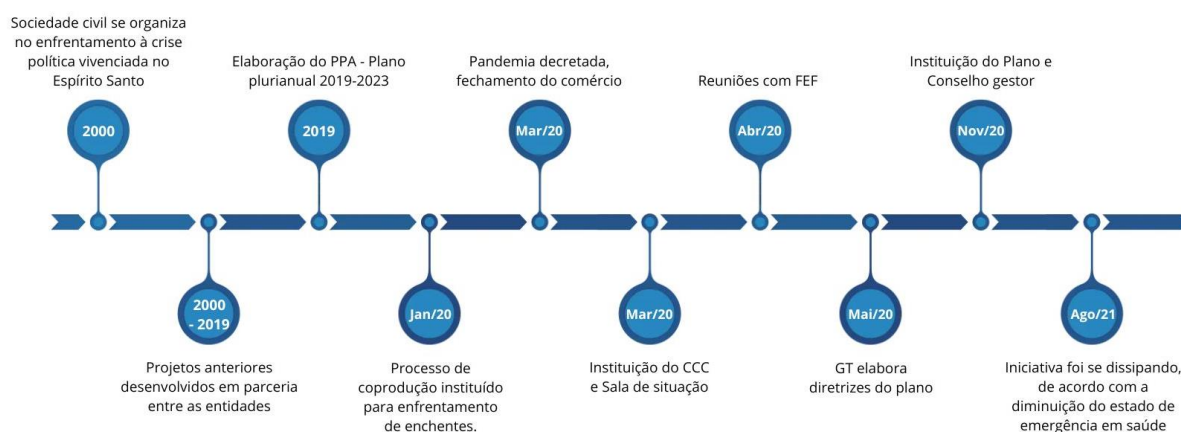 Sociedade civil se organiza
no enfrentamento à crise
política vivenciada no
Espírito Santo
2000
2000
- 2019
Projetos anteriores
desenvolvidos em parceria
entre as entidades
Elaboração do PPA - Plano
plurianual 2019-2023
2019
Jan/20
Processo de
coprodução instituído
para enfrentamento
de enchentes.
Pandemia decretada,
fechamento do comércio
Mar/20
Mar/20
Instituição do CCC
e Sala de situação
Reuniões com FEF
Abr/20
Mai/20
GT elabora
diretrizes do plano
Instituição do Plano e
Conselho gestor
Nov/20
Ago/21
Iniciativa foi se dissipando,
de acordo com a
diminuição do estado de
emergência em saúde